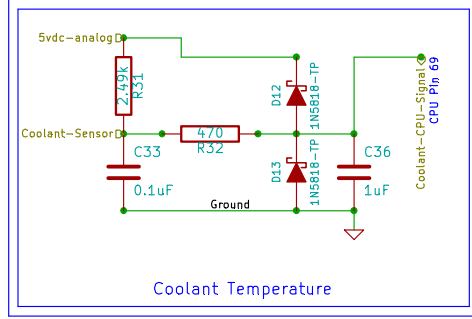 5vdc-analog
2.49k
R31
D12
1N5818-TP
Coolant-CPU-Signal
CPU Pin 69
Coolant-Sensor
470
R32
C33
0.1uF
D13
1N5818-TP
C36
1uF
Ground
Coolant Temperature